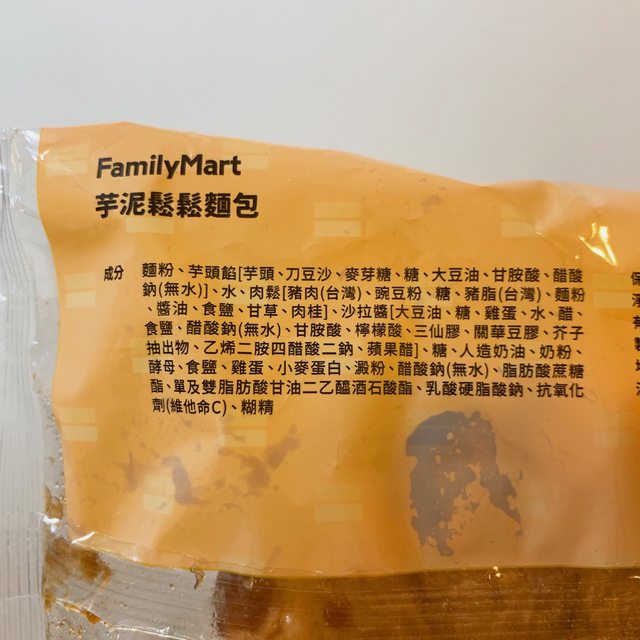 FamilyMart
芋泥鬆鬆麵包
成分 麵粉、芋頭餡[芋頭、刀豆沙、麥芽糖、糖、大豆油、甘胺酸、醋酸
鈉(無水)]、水、肉鬆[豬肉(台灣)、豌豆粉、糖、豬脂(台灣)、麵粉
、醬油、食鹽、甘草、肉桂]、沙拉醬[大豆油、糖、雞蛋、水、醋、
食鹽、醋酸鈉(無水)、甘胺酸、檸檬酸、三仙膠、關華豆膠、芥子
抽出物、乙烯二胺四醋酸二鈉、蘋果醋]、糖、人造奶油、奶粉、
酵母、食鹽、雞蛋、小麥蛋白、澱粉、醋酸鈉(無水)、脂肪酸蔗糖
酯、單及雙脂肪酸甘油二乙醯酒石酸酯、乳酸硬脂酸鈉、抗氧化
劑(維他命C)、糊精